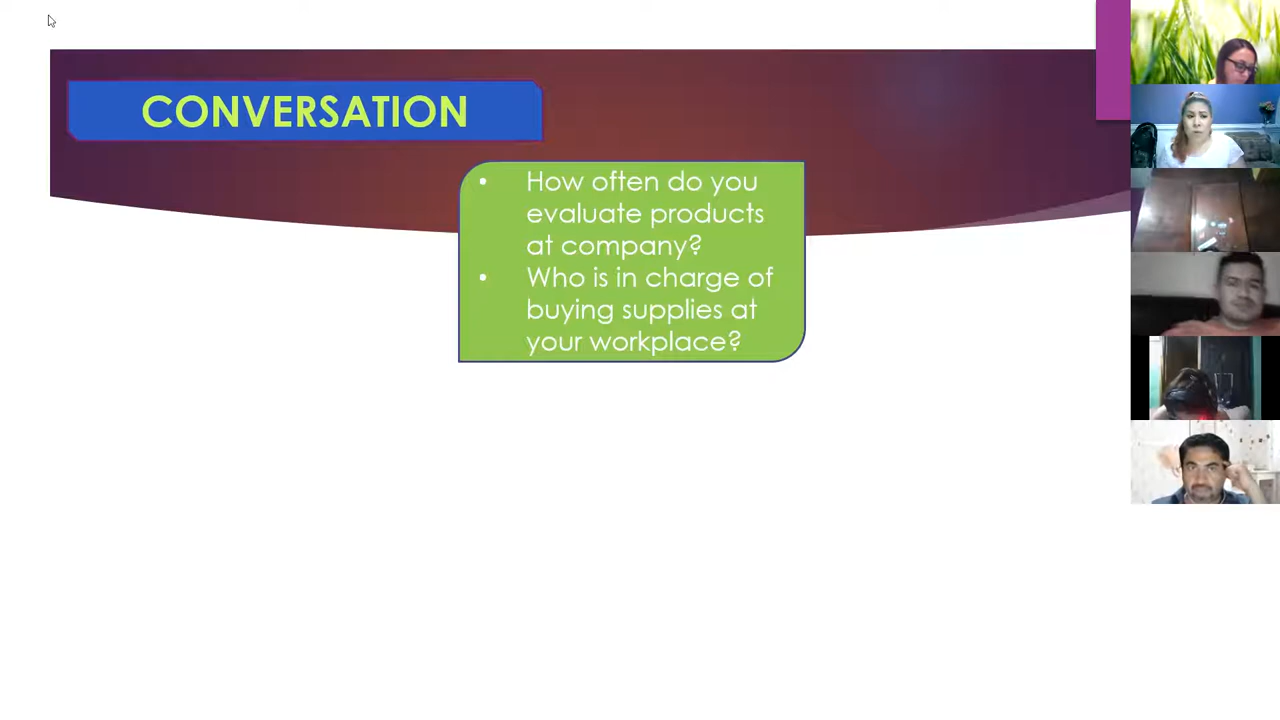 CONVERSATION
• How often do you
evaluate products
at company?
• Who is in charge of
buying supplies at
your workplace?